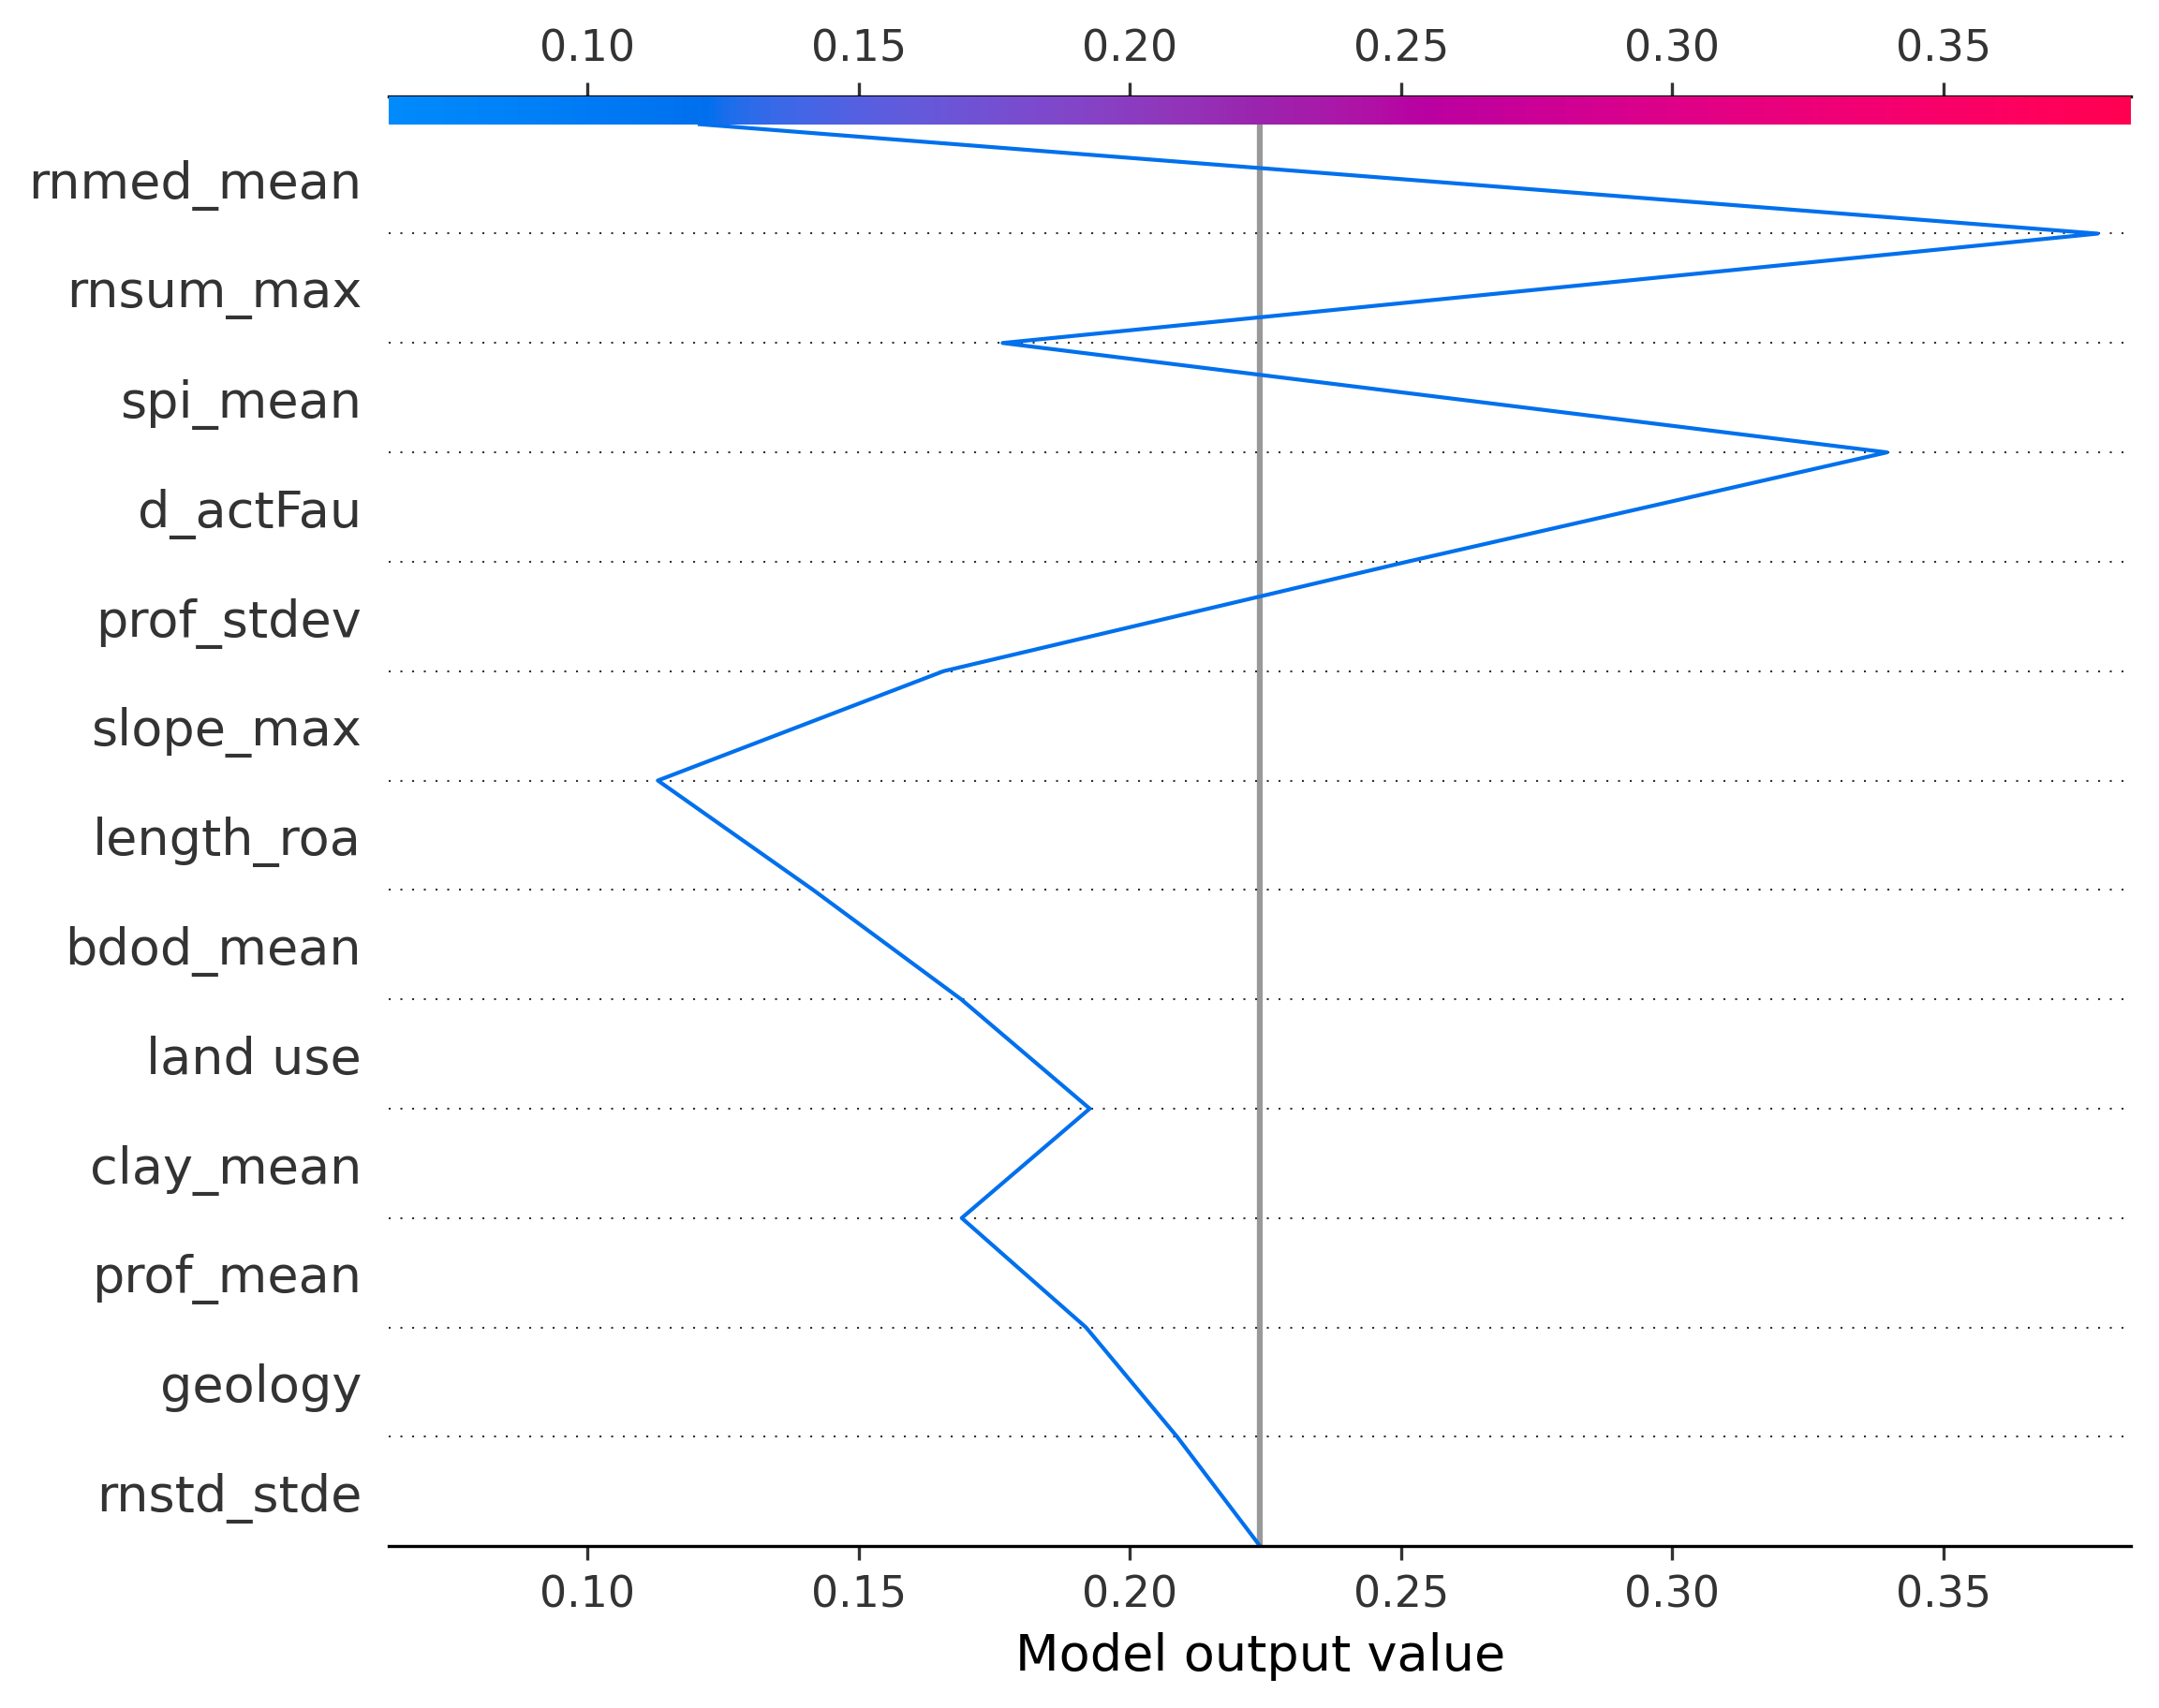 0.10 0.15 0.20 0.25 0.30 0.35
rnmed_mean
rnsum_max
spi_mean
d_actFau
prof_stdev
slope_max
length_roa
bdod_mean
land use
clay_mean
prof_mean
geology
rnstd_stde
0.10 0.15 0.20 0.25 0.30 0.35
Model output value